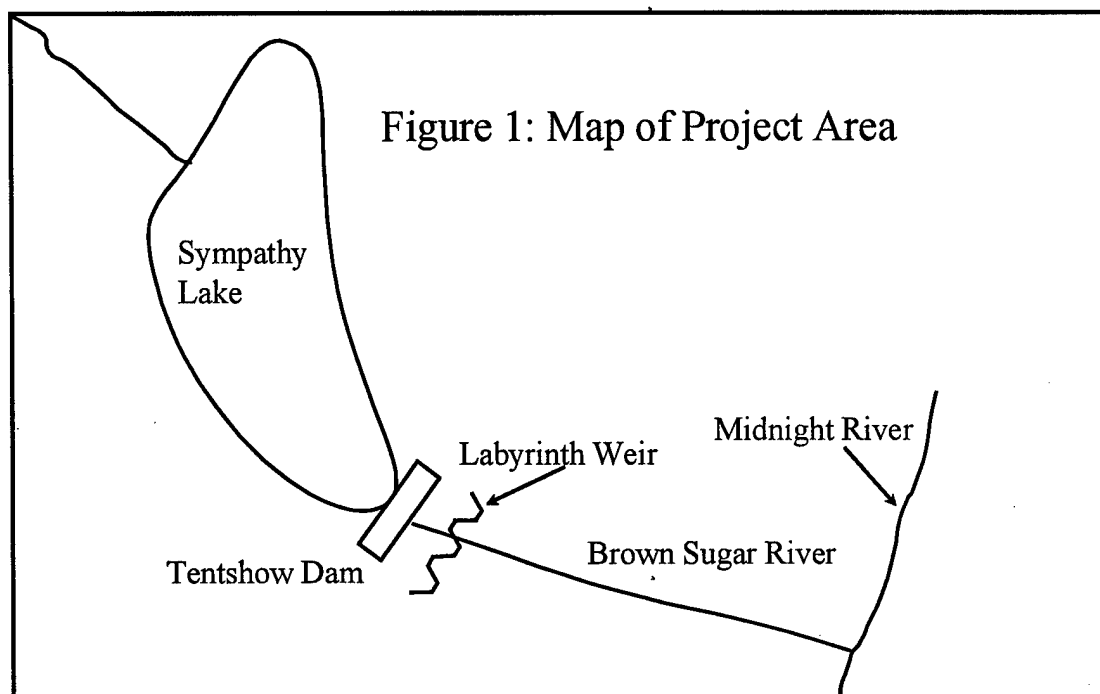 Figure 1: Map of Project Area
Sympathy
Lake
Midnight River
Labyrinth Weir
Brown Sugar River
Tentshow Dam